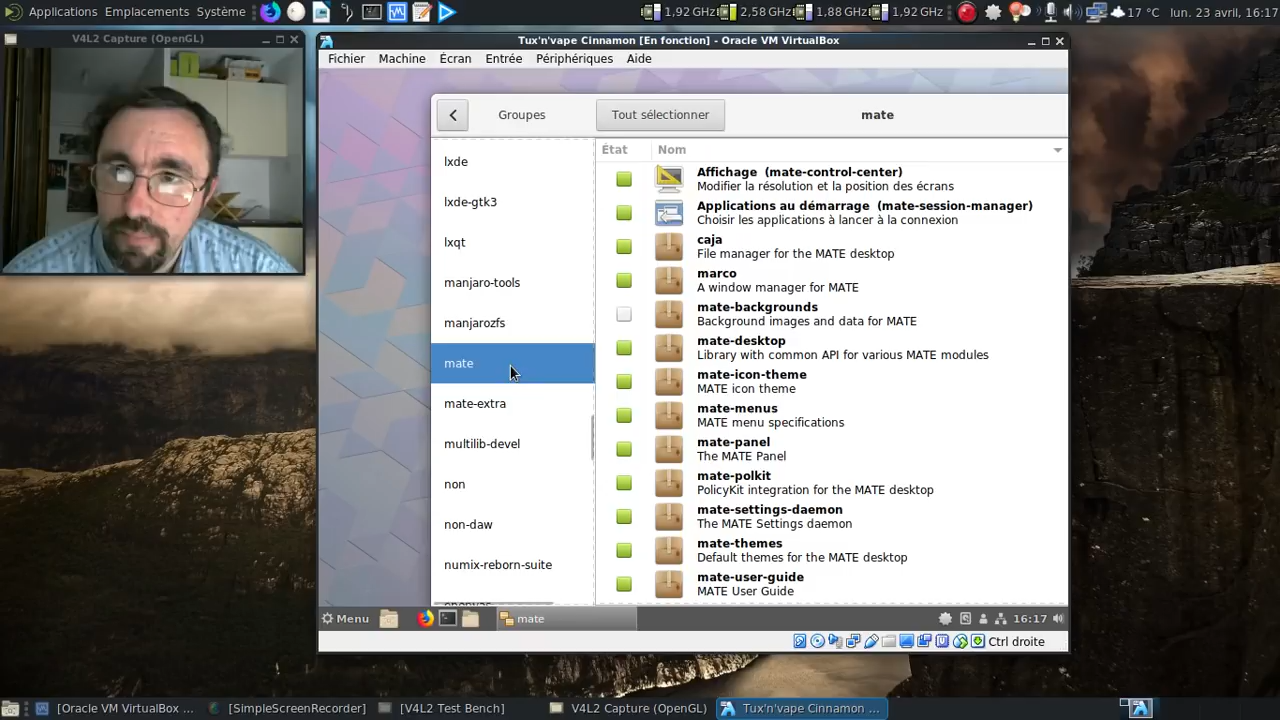 Applications Emplacements Système
1,92 GHz 2,58 GHz 1,88 GHz 1,92 GHz
17 °C lun. 23 avril, 16:17
V4L2 Capture (OpenGL)
Tux'n'vape Cinnamon [En fonction] - Oracle VM VirtualBox
Fichier Machine Écran Entrée Périphériques Aide
Groupes Tout sélectionner mate
lxde
lxde-gtk3
lxqt
manjaro-tools
manjarozfs
mate
mate-extra
multilib-devel
non
non-daw
numix-reborn-suite
openvas
État Nom
Affichage (mate-control-center)
Modifier la résolution et la position des écrans
Applications au démarrage (mate-session-manager)
Choisir les applications à lancer à la connexion
caja
File manager for the MATE desktop
marco
A window manager for MATE
mate-backgrounds
Background images and data for MATE
mate-desktop
Library with common API for various MATE modules
mate-icon-theme
MATE icon theme
mate-menus
MATE menu specifications
mate-panel
The MATE Panel
mate-polkit
PolicyKit integration for the MATE desktop
mate-settings-daemon
The MATE Settings daemon
mate-themes
Default themes for the MATE desktop
mate-user-guide
MATE User Guide
Menu mate 16:17
Ctrl droite
[Oracle VM VirtualBox ... [SimpleScreenRecorder] [V4L2 Test Bench] V4L2 Capture (OpenGL) Tux'n'vape Cinnamon ...